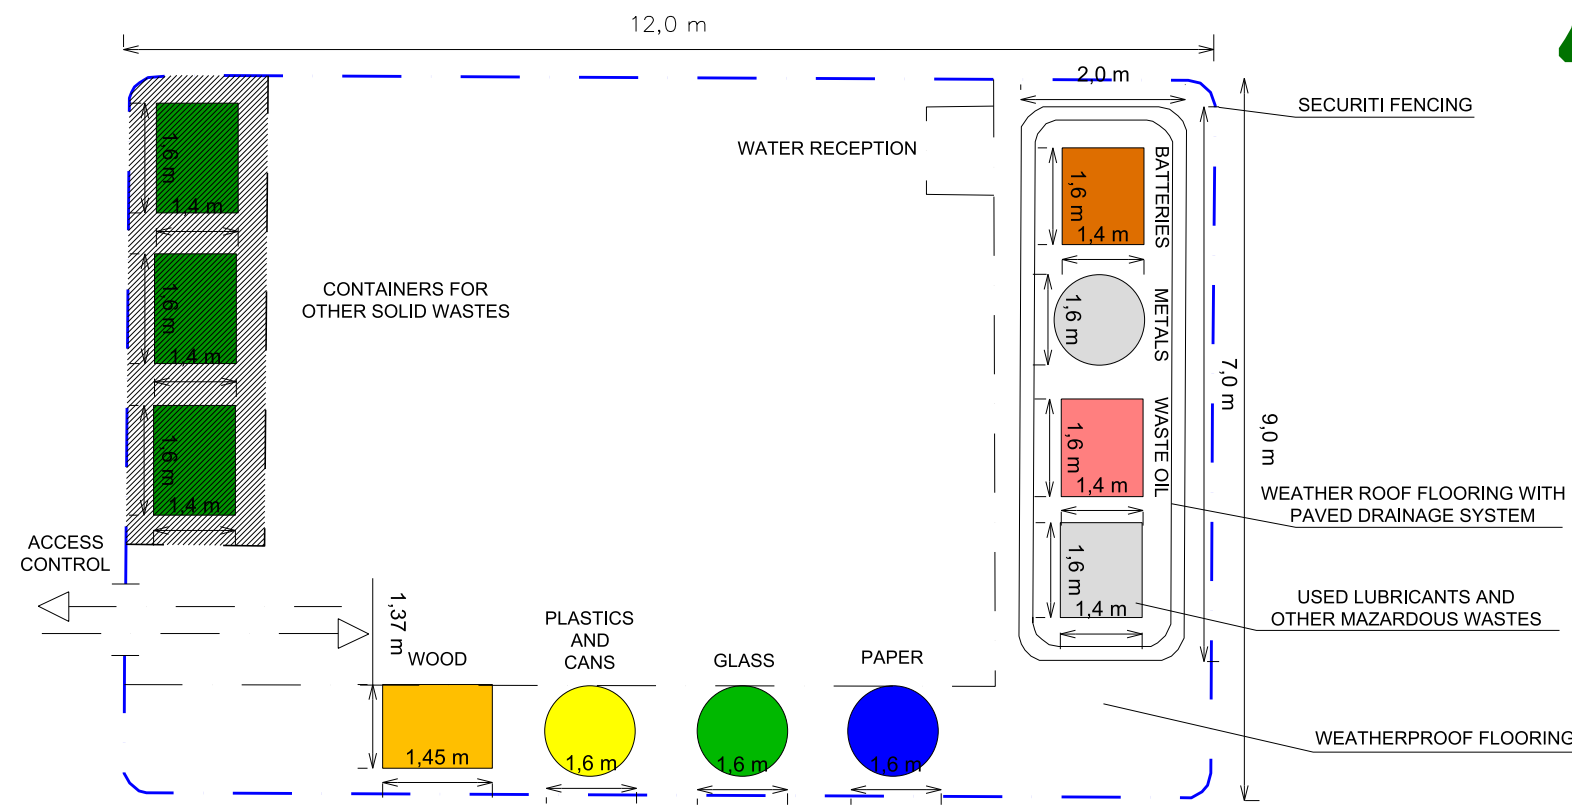 12,0 m
2,0 m
SECURITI FENCING
WATER RECEPTION
BATTERIES
1,6 m
1,4 m
1,6 m
1,4 m
CONTAINERS FOR
OTHER SOLID WASTES
1,6 m
1,4 m
METALS
1,6 m
7,0 m
9,0 m
1,6 m
1,4 m
WASTE OIL
1,6 m
1,4 m
WEATHER ROOF FLOORING WITH
PAVED DRAINAGE SYSTEM
ACCESS
CONTROL
1,6 m
1,4 m
USED LUBRICANTS AND
OTHER MAZARDOUS WASTES
1,37 m
WOOD
PLASTICS
AND
CANS
GLASS
PAPER
1,45 m
1,6 m
1,6 m
1,6 m
WEATHERPROOF FLOORING